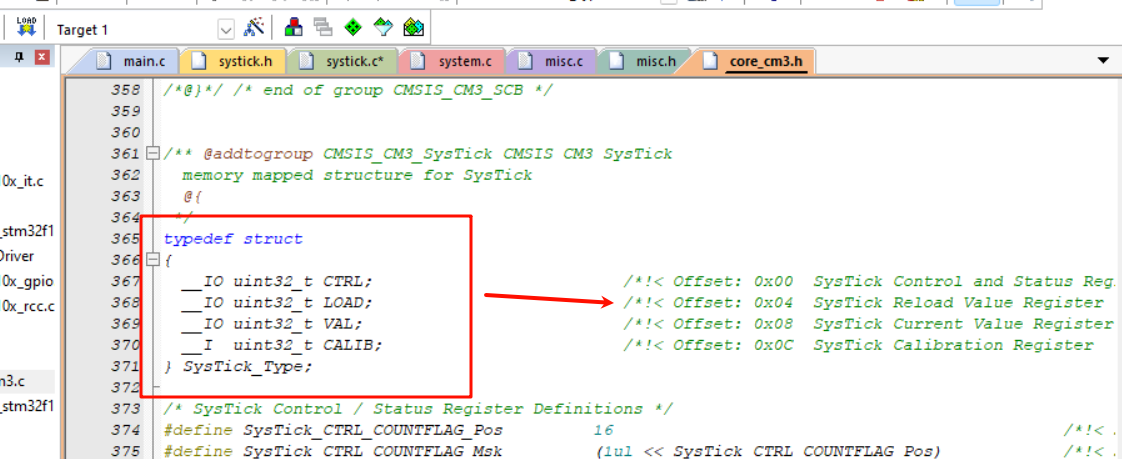 LOAD
Target 1
main.c systick.h systick.c* system.c misc.c misc.h core_cm3.h
358 /*@}*/ /* end of group CMSIS_CM3_SCB */
359
360
361 /** @addtogroup CMSIS_CM3_SysTick CMSIS CM3 SysTick
362 memory mapped structure for SysTick
363 @{
364 */
365 typedef struct
366 {
367 __IO uint32_t CTRL; /*!< Offset: 0x00 SysTick Control and Status Reg
368 __IO uint32_t LOAD; /*!< Offset: 0x04 SysTick Reload Value Register
369 __IO uint32_t VAL; /*!< Offset: 0x08 SysTick Current Value Register
370 __I uint32_t CALIB; /*!< Offset: 0x0C SysTick Calibration Register
371 } SysTick_Type;
372
373 /* SysTick Control / Status Register Definitions */
374 #define SysTick_CTRL_COUNTFLAG_Pos 16 /*!< .
375 #define SysTick_CTRL_COUNTFLAG_Msk (1ul << SysTick_CTRL_COUNTFLAG_Pos) /*!< .
0x_it.c
_stm32f1
Driver
0x_gpio
0x_rcc.c
m3.c
_stm32f1